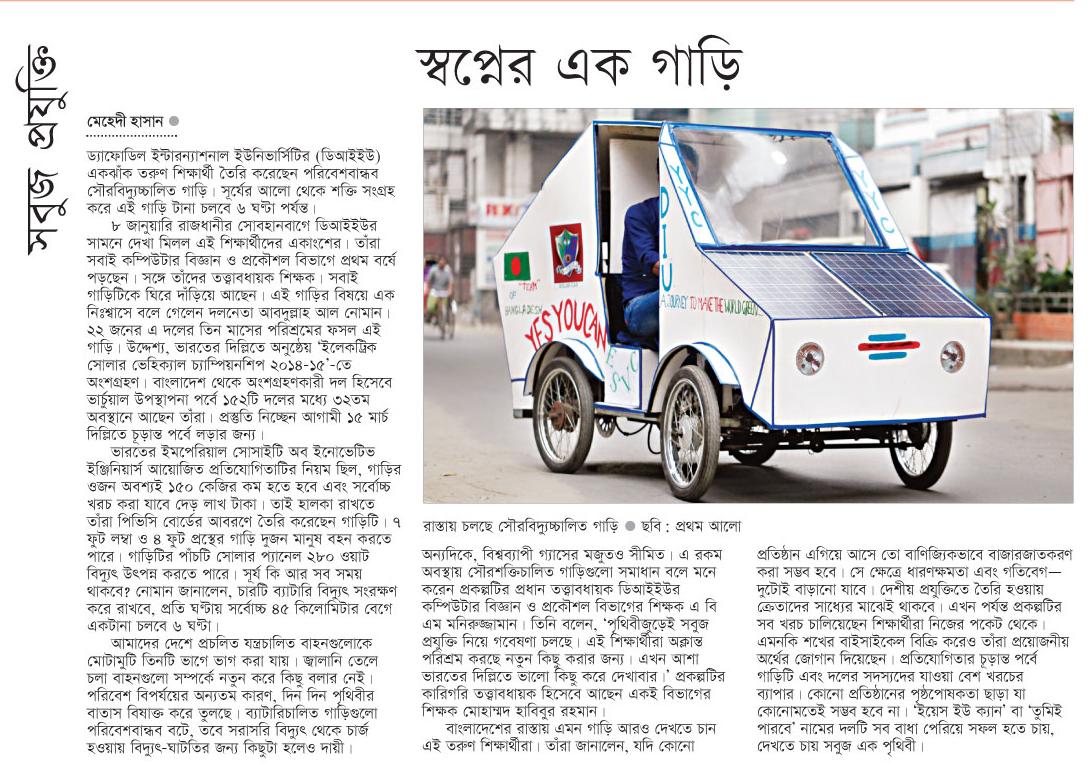 সবুজ প্রযুক্তি
স্বপ্নের এক গাড়ি
মেহেদী হাসান ●
ড্যাফোডিল ইন্টারন্যাশনাল ইউনিভার্সিটির (ডিআইইউ)
একঝাঁক তরুণ শিক্ষার্থী তৈরি করেছেন পরিবেশবান্ধব
সৌরবিদ্যুচ্চালিত গাড়ি। সূর্যের আলো থেকে শক্তি সংগ্রহ
করে এই গাড়ি টানা চলবে ৬ ঘণ্টা পর্যন্ত।
৮ জানুয়ারি রাজধানীর সোবহানবাগে ডিআইইউর
সামনে দেখা মিলল এই শিক্ষার্থীদের একাংশের। তাঁরা
সবাই কম্পিউটার বিজ্ঞান ও প্রকৌশল বিভাগে প্রথম বর্ষে
পড়ছেন। সঙ্গে তাঁদের তত্ত্বাবধায়ক শিক্ষক। সবাই
গাড়িটিকে ঘিরে দাঁড়িয়ে আছেন। এই গাড়ির বিষয়ে এক
নিঃশ্বাসে বলে গেলেন দলনেতা আবদুল্লাহ আল নোমান।
২২ জনের এ দলের তিন মাসের পরিশ্রমের ফসল এই
গাড়ি। উদ্দেশ্য, ভারতের দিল্লিতে অনুষ্ঠেয় ‘ইলেকট্রিক
সোলার ভেহিক্যাল চ্যাম্পিয়নশিপ ২০১৪-১৫’-তে
অংশগ্রহণ। বাংলাদেশ থেকে অংশগ্রহণকারী দল হিসেবে
ভার্চুয়াল উপস্থাপনা পর্বে ১৫২টি দলের মধ্যে ৩২তম
অবস্থানে আছেন তাঁরা। প্রস্তুতি নিচ্ছেন আগামী ১৫ মার্চ
দিল্লিতে চূড়ান্ত পর্বে লড়ার জন্য।
ভারতের ইমপেরিয়াল সোসাইটি অব ইনোভেটিভ
ইঞ্জিনিয়ার্স আয়োজিত প্রতিযোগিতাটির নিয়ম ছিল, গাড়ির
ওজন অবশ্যই ১৫০ কেজির কম হতে হবে এবং সর্বোচ্চ
খরচ করা যাবে দেড় লাখ টাকা। তাই হালকা রাখতে
তাঁরা পিভিসি বোর্ডের আবরণে তৈরি করেছেন গাড়িটি। ৭
ফুট লম্বা ও ৪ ফুট প্রস্থের গাড়ি দুজন মানুষ বহন করতে
পারে। গাড়িটির পাঁচটি সোলার প্যানেল ২৮০ ওয়াট
বিদ্যুৎ উৎপন্ন করতে পারে। সূর্য কি আর সব সময়
থাকবে? নোমান জানালেন, চারটি ব্যাটারি বিদ্যুৎ সংরক্ষণ
করে রাখবে, প্রতি ঘণ্টায় সর্বোচ্চ ৪৫ কিলোমিটার বেগে
একটানা চলবে ৬ ঘণ্টা।
আমাদের দেশে প্রচলিত যন্ত্রচালিত বাহনগুলোকে
মোটামুটি তিনটি ভাগে ভাগ করা যায়। জ্বালানি তেলে
চলা বাহনগুলো সম্পর্কে নতুন করে কিছু বলার নেই।
পরিবেশ বিপর্যয়ের অন্যতম কারণ, দিন দিন পৃথিবীর
বাতাস বিষাক্ত করে তুলছে। ব্যাটারিচালিত গাড়িগুলো
পরিবেশবান্ধব বটে, তবে সরাসরি বিদ্যুৎ থেকে চার্জ
হওয়ায় বিদ্যুৎ-ঘাটতির জন্য কিছুটা হলেও দায়ী।
YYC
YYC
DIU
"TEAM"
OF
BANGLADESH
YES YOU CAN
ESVC
A JOURNEY TO MAKE THE WORLD GREEN
রাস্তায় চলছে সৌরবিদ্যুচ্চালিত গাড়ি ● ছবি : প্রথম আলো
অন্যদিকে, বিশ্বব্যাপী গ্যাসের মজুতও সীমিত। এ রকম
অবস্থায় সৌরশক্তিচালিত গাড়িগুলো সমাধান বলে মনে
করেন প্রকল্পটির প্রধান তত্ত্বাবধায়ক ডিআইইউর
কম্পিউটার বিজ্ঞান ও প্রকৌশল বিভাগের শিক্ষক এ বি
এম মনিরুজ্জামান। তিনি বলেন, ‘পৃথিবীজুড়েই সবুজ
প্রযুক্তি নিয়ে গবেষণা চলছে। এই শিক্ষার্থীরা অক্লান্ত
পরিশ্রম করছে নতুন কিছু করার জন্য। এখন আশা
ভারতের দিল্লিতে ভালো কিছু করে দেখাবার।’ প্রকল্পটির
কারিগরি তত্ত্বাবধায়ক হিসেবে আছেন একই বিভাগের
শিক্ষক মোহাম্মদ হাবিবুর রহমান।
বাংলাদেশের রাস্তায় এমন গাড়ি আরও দেখতে চান
এই তরুণ শিক্ষার্থীরা। তাঁরা জানালেন, যদি কোনো
প্রতিষ্ঠান এগিয়ে আসে তো বাণিজ্যিকভাবে বাজারজাতকরণ
করা সম্ভব হবে। সে ক্ষেত্রে ধারণক্ষমতা এবং গতিবেগ—
দুটোই বাড়ানো যাবে। দেশীয় প্রযুক্তিতে তৈরি হওয়ায়
ক্রেতাদের সাধ্যের মাঝেই থাকবে। এখন পর্যন্ত প্রকল্পটির
সব খরচ চালিয়েছেন শিক্ষার্থীরা নিজের পকেট থেকে।
এমনকি শখের বাইসাইকেল বিক্রি করেও তাঁরা প্রয়োজনীয়
অর্থের জোগান দিয়েছেন। প্রতিযোগিতার চূড়ান্ত পর্বে
গাড়িটি এবং দলের সদস্যদের যাওয়া বেশ খরচের
ব্যাপার। কোনো প্রতিষ্ঠানের পৃষ্ঠপোষকতা ছাড়া যা
কোনোমতেই সম্ভব হবে না। ‘ইয়েস ইউ ক্যান’ বা ‘তুমিই
পারবে’ নামের দলটি সব বাধা পেরিয়ে সফল হতে চায়,
দেখতে চায় সবুজ এক পৃথিবী।